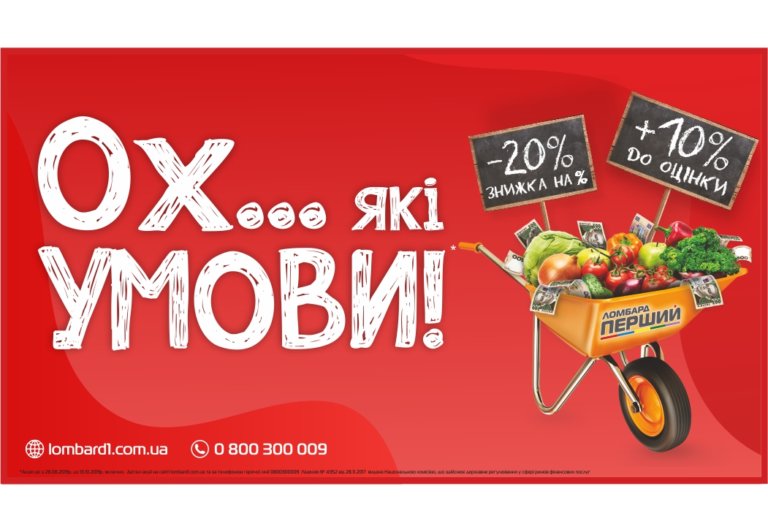 Ох... які
УМОВИ!*
-20%
ЗНИЖКА НА %
+10%
ДО ОЦІНКИ
ЛОМБАРД
ПЕРШИЙ
lombard1.com.ua
0 800 300 009